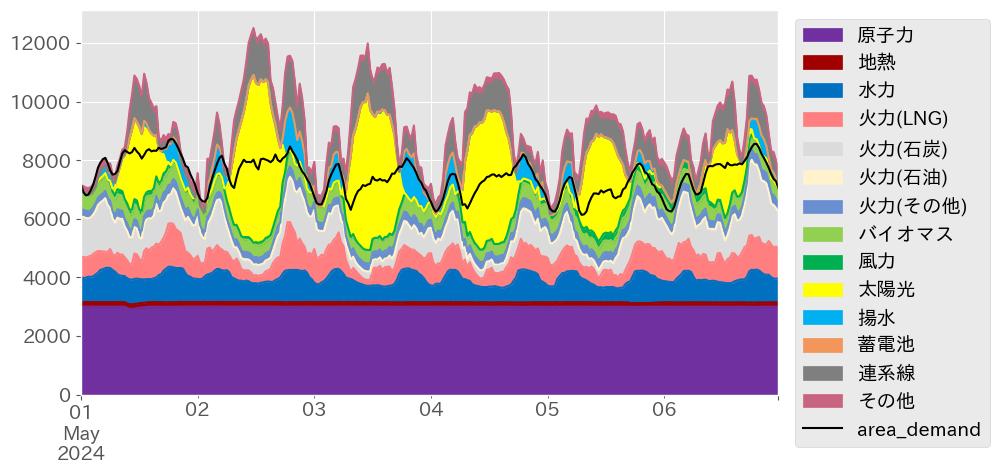 12000
10000
8000
6000
4000
2000
0
01 02 03 04 05 06
May
2024
原子力
地熱
水力
火力(LNG)
火力(石炭)
火力(石油)
火力(その他)
バイオマス
風力
太陽光
揚水
蓄電池
連系線
その他
area_demand